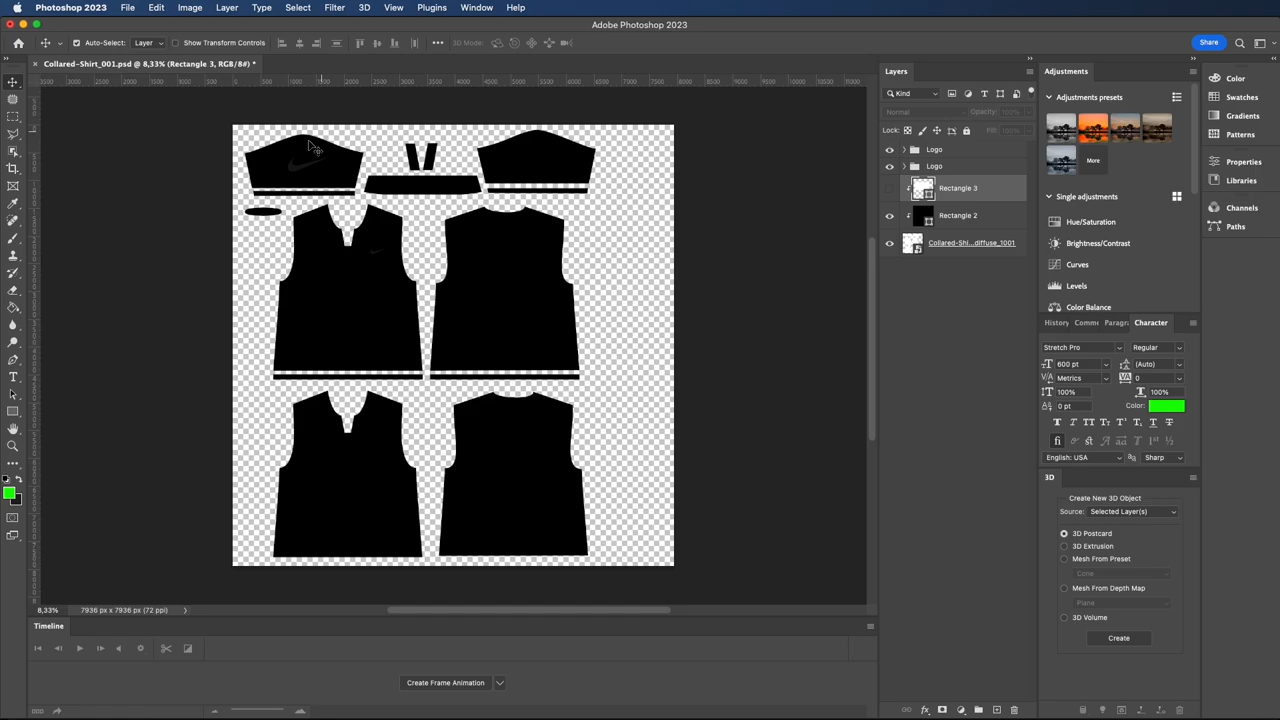 Photoshop 2023 File Edit Image Layer Type Select Filter 3D View Plugins Window Help
Adobe Photoshop 2023
Auto-Select: Layer Show Transform Controls 3D Mode: Share
Collared-Shirt_001.psd @ 8,33% (Rectangle 3, RGB/8#) *
Layers
Kind
Normal Opacity: 100%
Lock: Fill: 100%
Logo
Logo
Rectangle 3
Rectangle 2
Collared-Shi...diffuse_1001
Adjustments
Adjustments presets
More
Single adjustments
Hue/Saturation
Brightness/Contrast
Curves
Levels
Color Balance
History Comme Paragra Character
Stretch Pro Regular
600 pt (Auto)
Metrics 0
100% 100%
0 pt Color:
English: USA Sharp
3D
Create New 3D Object
Source: Selected Layer(s)
3D Postcard
3D Extrusion
Mesh From Preset
Cone
Mesh From Depth Map
Plane
3D Volume
Create
Color
Swatches
Gradients
Patterns
Properties
Libraries
Channels
Paths
8,33% 7936 px x 7936 px (72 ppi)
Timeline
Create Frame Animation